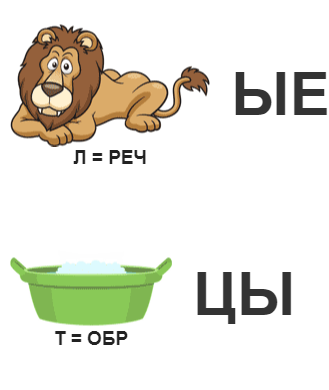 ЫЕ
Л = РЕЧ
ЦЫ
Т = ОБР